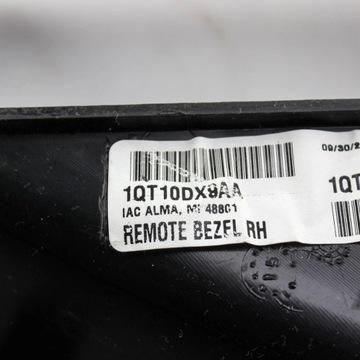 09/30/2
1QT10DX9AA
1QT
IAC ALMA, MI 48801
REMOTE BEZEL RH